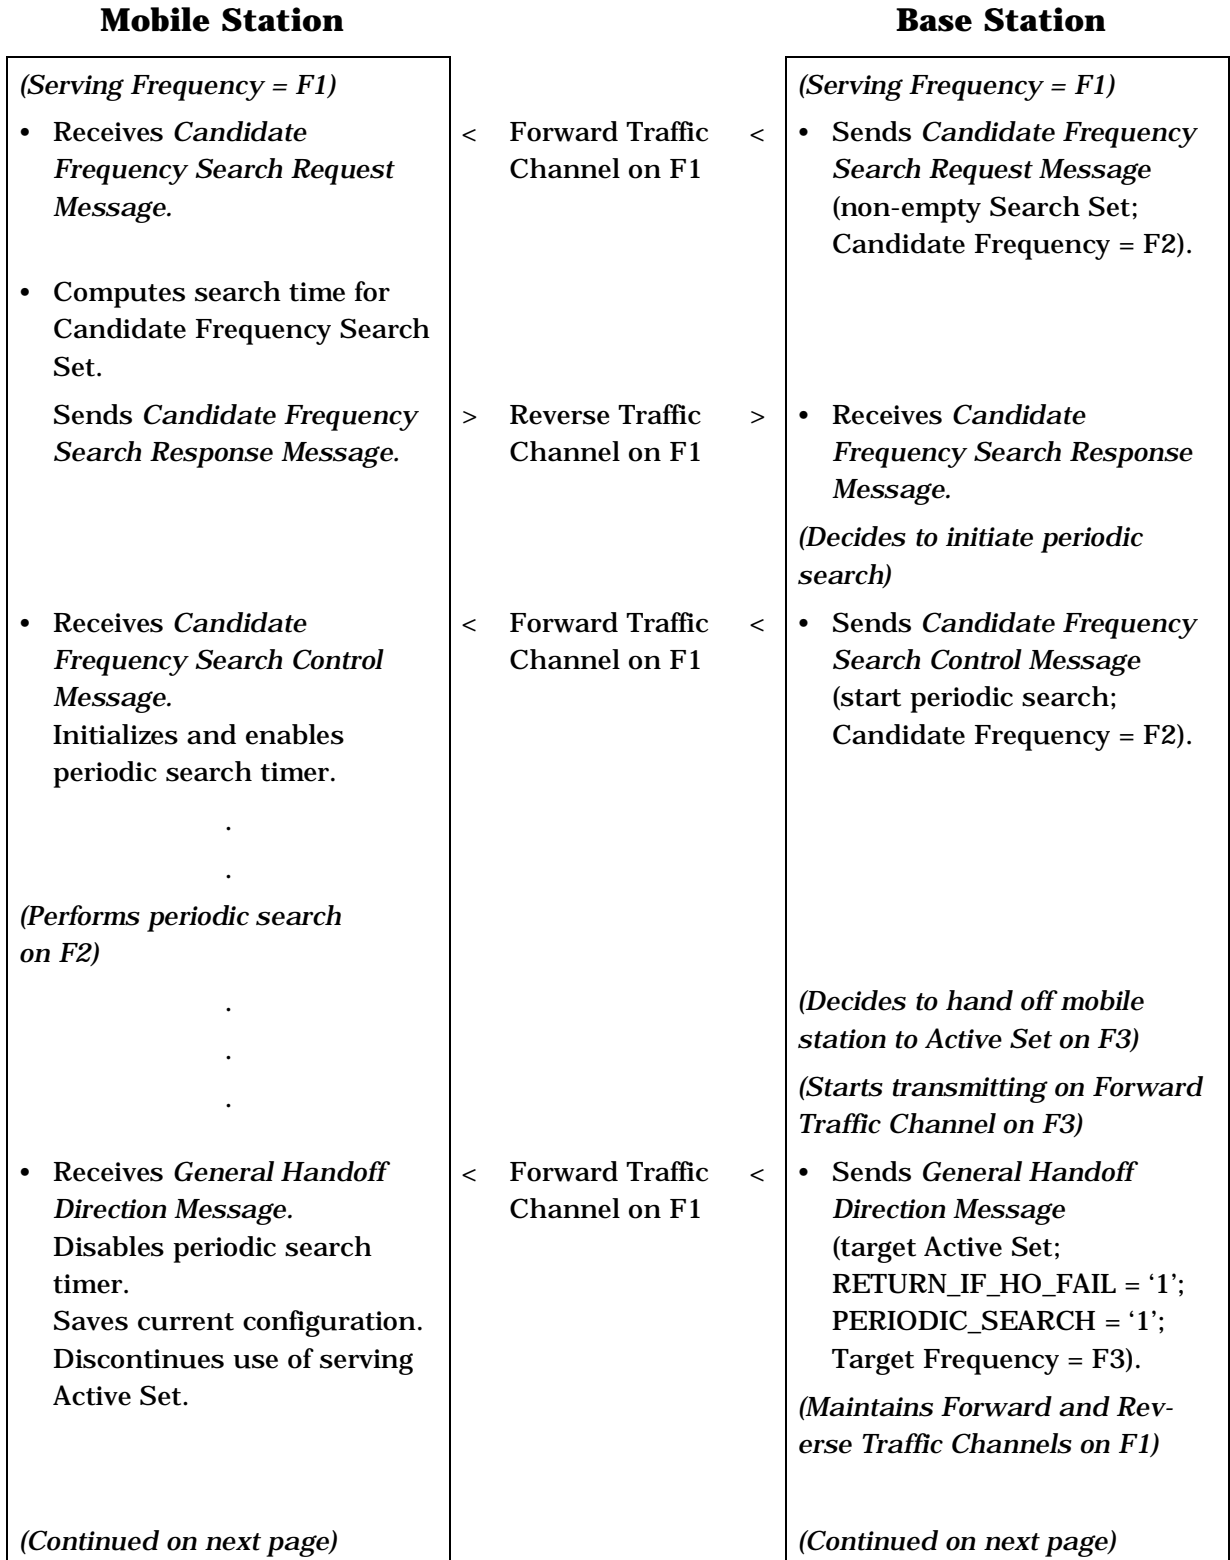 Mobile Station
Base Station
(Serving Frequency = F1)
(Serving Frequency = F1)
• Receives Candidate
Frequency Search Request
Message.
< Forward Traffic <
Channel on F1
• Sends Candidate Frequency
Search Request Message
(non-empty Search Set;
Candidate Frequency = F2).
• Computes search time for
Candidate Frequency Search
Set.
Sends Candidate Frequency
Search Response Message.
> Reverse Traffic >
Channel on F1
• Receives Candidate
Frequency Search Response
Message.
(Decides to initiate periodic
search)
• Receives Candidate
Frequency Search Control
Message.
Initializes and enables
periodic search timer.
< Forward Traffic <
Channel on F1
• Sends Candidate Frequency
Search Control Message
(start periodic search;
Candidate Frequency = F2).
.
.
(Performs periodic search
on F2)
.
.
.
(Decides to hand off mobile
station to Active Set on F3)
(Starts transmitting on Forward
Traffic Channel on F3)
• Receives General Handoff
Direction Message.
Disables periodic search
timer.
Saves current configuration.
Discontinues use of serving
Active Set.
< Forward Traffic <
Channel on F1
• Sends General Handoff
Direction Message
(target Active Set;
RETURN_IF_HO_FAIL = ‘1’;
PERIODIC_SEARCH = ‘1’;
Target Frequency = F3).
(Maintains Forward and Rev-
erse Traffic Channels on F1)
(Continued on next page)
(Continued on next page)